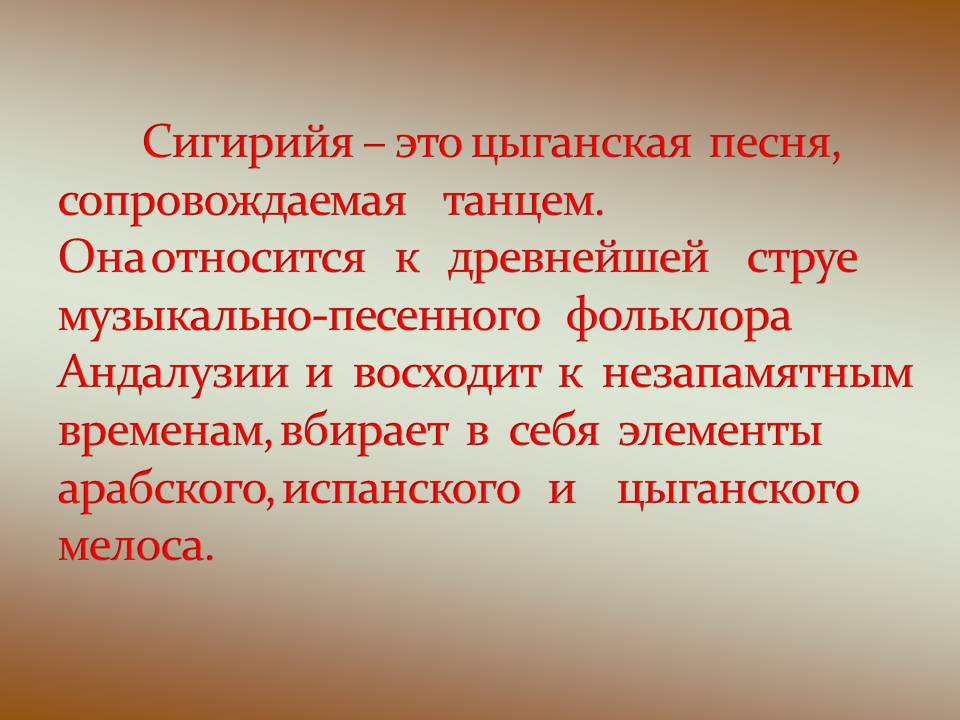 Сигирийя – это цыганская песня,
сопровождаемая танцем.
Она относится к древнейшей струе
музыкально-песенного фольклора
Андалузии и восходит к незапамятным
временам, вбирает в себя элементы
арабского, испанского и цыганского
мелоса.